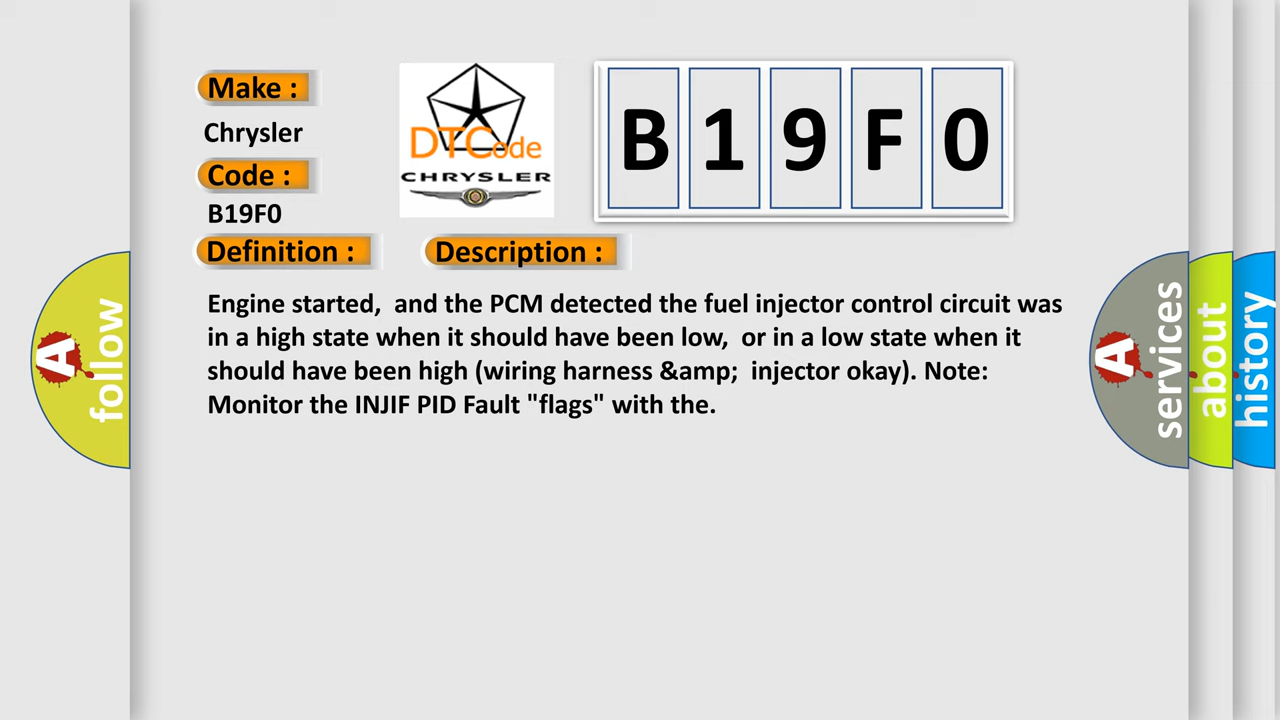 Make :
Chrysler
Code :
B19F0
Definition :
Description :
DTCode
CHRYSLER
B 1 9 F 0
Engine started,  and the PCM detected the fuel injector control circuit was
in a high state when it should have been low,  or in a low state when it
should have been high (wiring harness &amp;  injector okay). Note:
Monitor the INJIF PID Fault "flags" with the.
A follow
A services
about
history